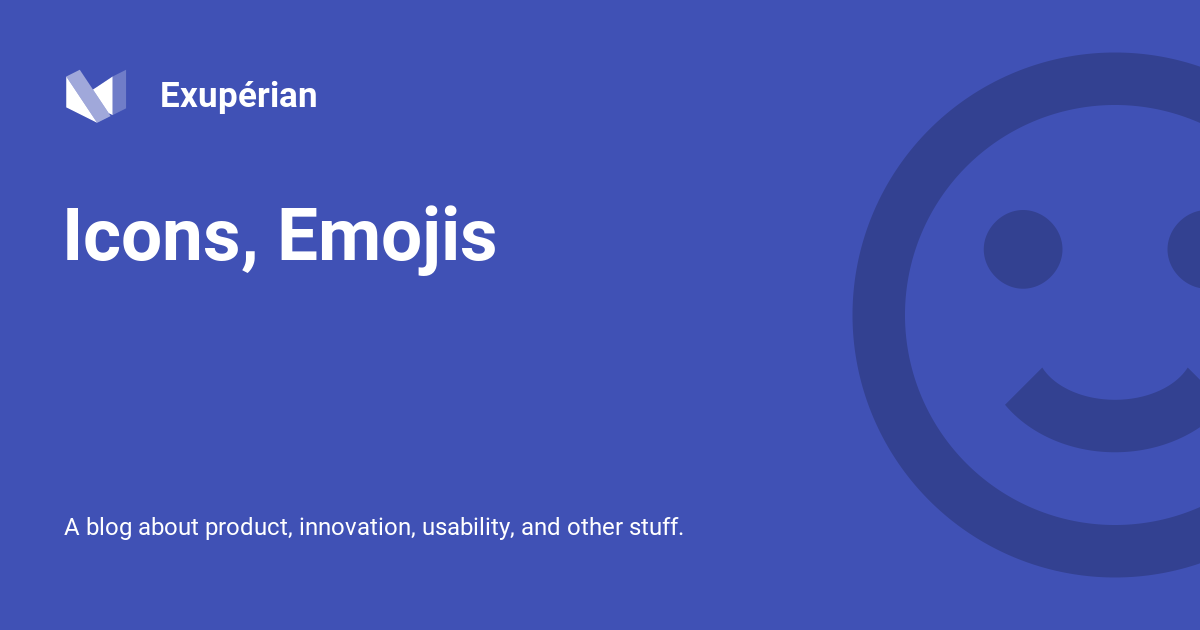 Exupérian
Icons, Emojis
A blog about product, innovation, usability, and other stuff.